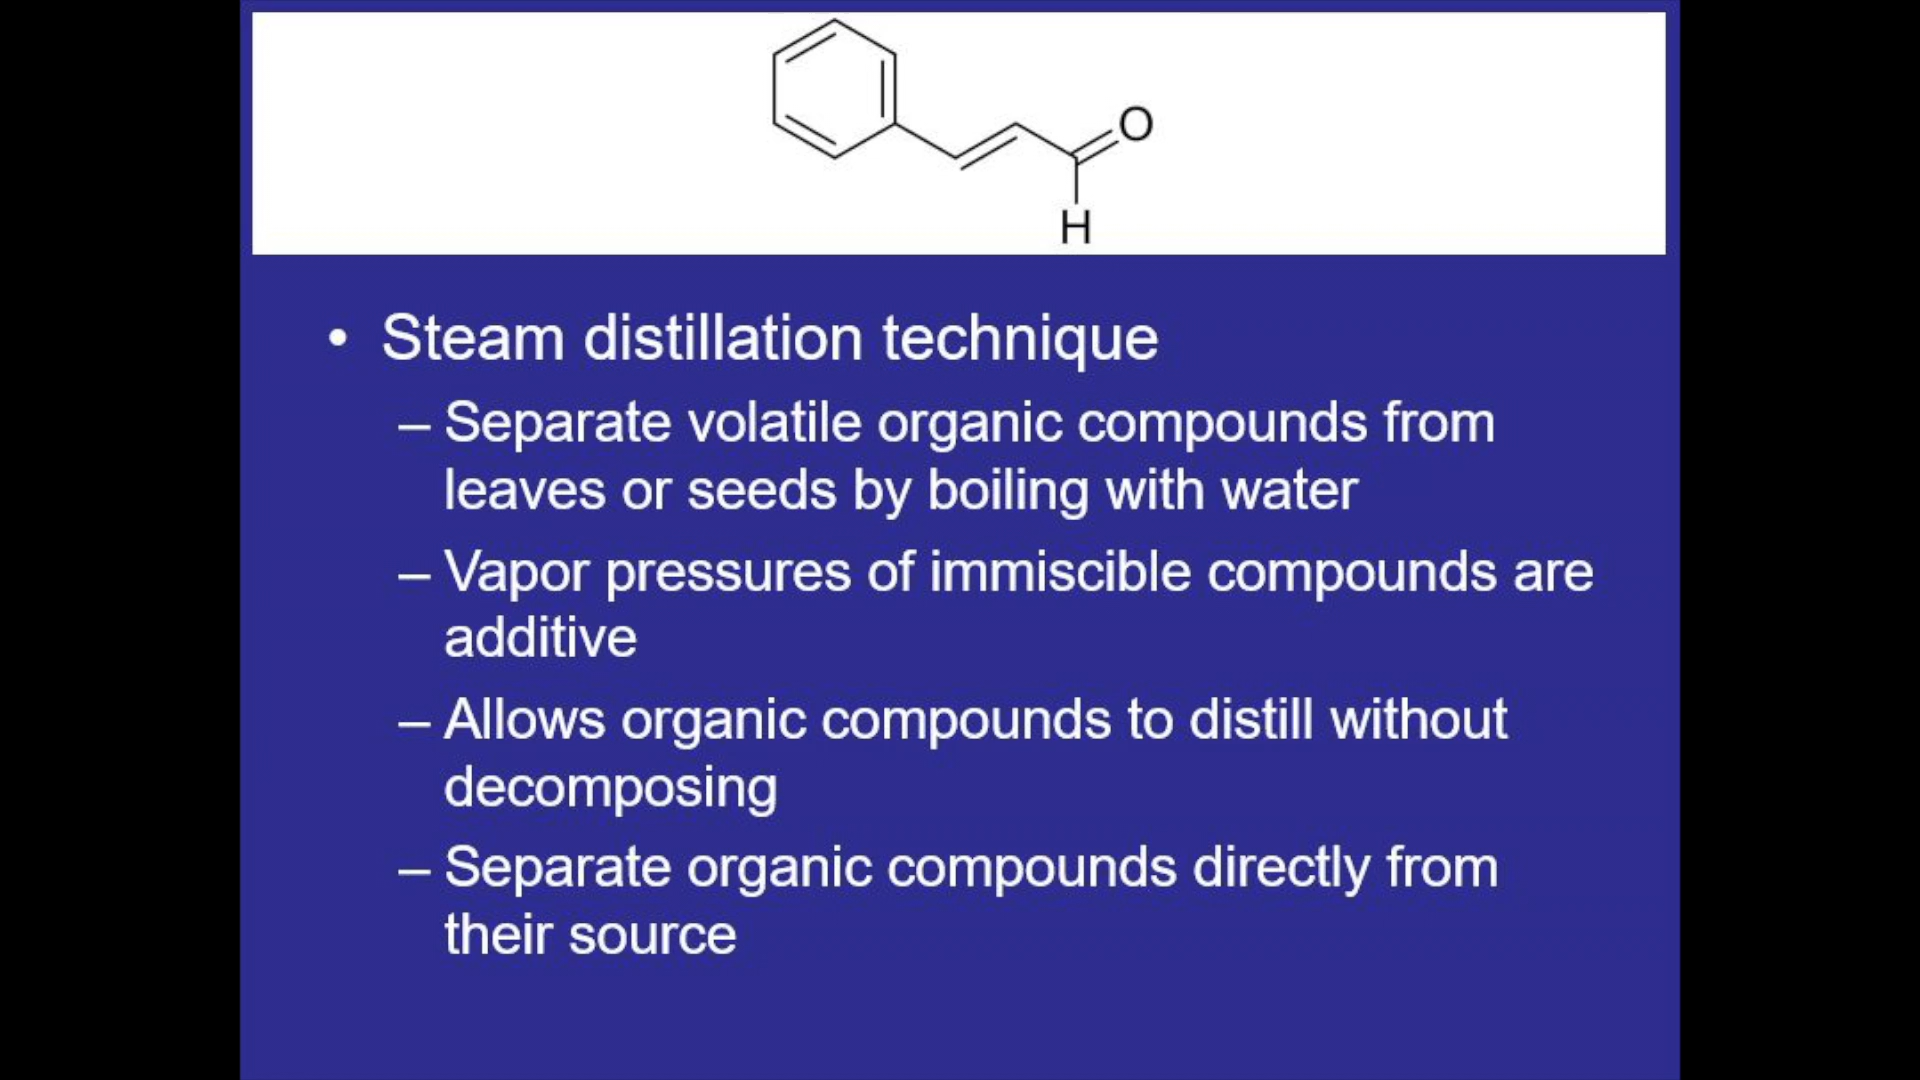 O
H
• Steam distillation technique
– Separate volatile organic compounds from
leaves or seeds by boiling with water
– Vapor pressures of immiscible compounds are
additive
– Allows organic compounds to distill without
decomposing
– Separate organic compounds directly from
their source